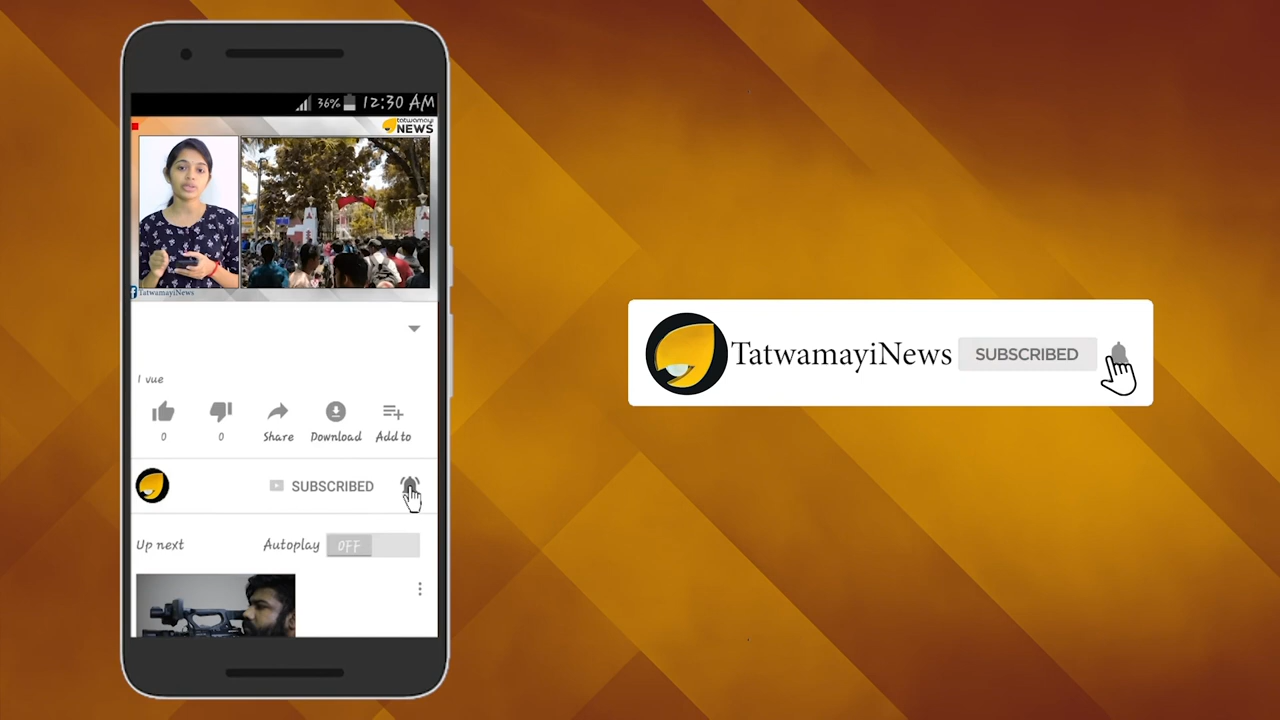 36% 12:30 AM
tatwamayi
NEWS
TatwamayiNews
1 vue
0 0 Share Download Add to
SUBSCRIBED
Up next Autoplay OFF
TatwamayiNews SUBSCRIBED